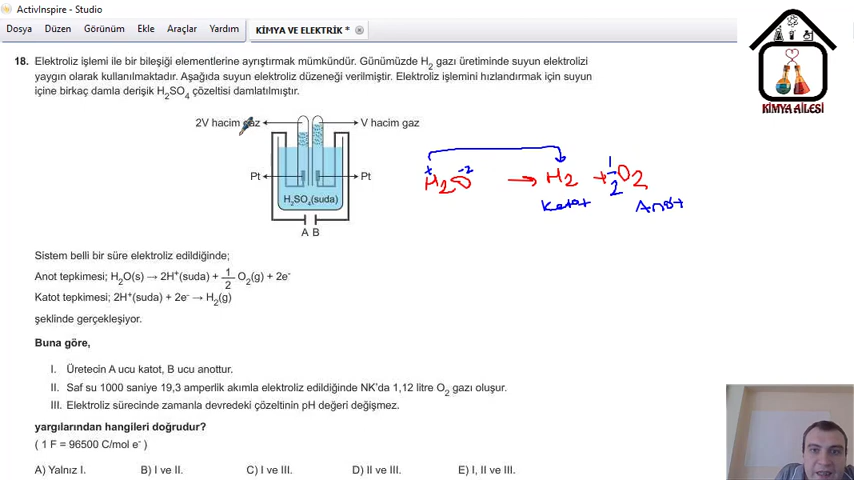 ActivInspire - Studio
Dosya Düzen Görünüm Ekle Araçlar Yardım KİMYA VE ELEKTRİK *
KİMYA AİLESİ
18. Elektroliz işlemi ile bir bileşiği elementlerine ayrıştırmak mümkündür. Günümüzde H2 gazı üretiminde suyun elektrolizi
yaygın olarak kullanılmaktadır. Aşağıda suyun elektroliz düzeneği verilmiştir. Elektroliz işlemini hızlandırmak için suyun
içine birkaç damla derişik H2SO4 çözeltisi damlatılmıştır.
2V hacim gaz V hacim gaz
Pt Pt
H2SO4(suda)
A B
+ -2
H2O → H2 + 1/2 O2
Katot Anot
Sistem belli bir süre elektroliz edildiğinde;
Anot tepkimesi; H2O(s) → 2H+(suda) + 1/2 O2(g) + 2e-
Katot tepkimesi; 2H+(suda) + 2e- → H2(g)
şeklinde gerçekleşiyor.
Buna göre,
I. Üretecin A ucu katot, B ucu anottur.
II. Saf su 1000 saniye 19,3 amperlik akımla elektroliz edildiğinde NK'da 1,12 litre O2 gazı oluşur.
III. Elektroliz sürecinde zamanla devredeki çözeltinin pH değeri değişmez.
yargılarından hangileri doğrudur?
( 1 F = 96500 C/mol e- )
A) Yalnız I. B) I ve II. C) I ve III. D) II ve III. E) I, II ve III.